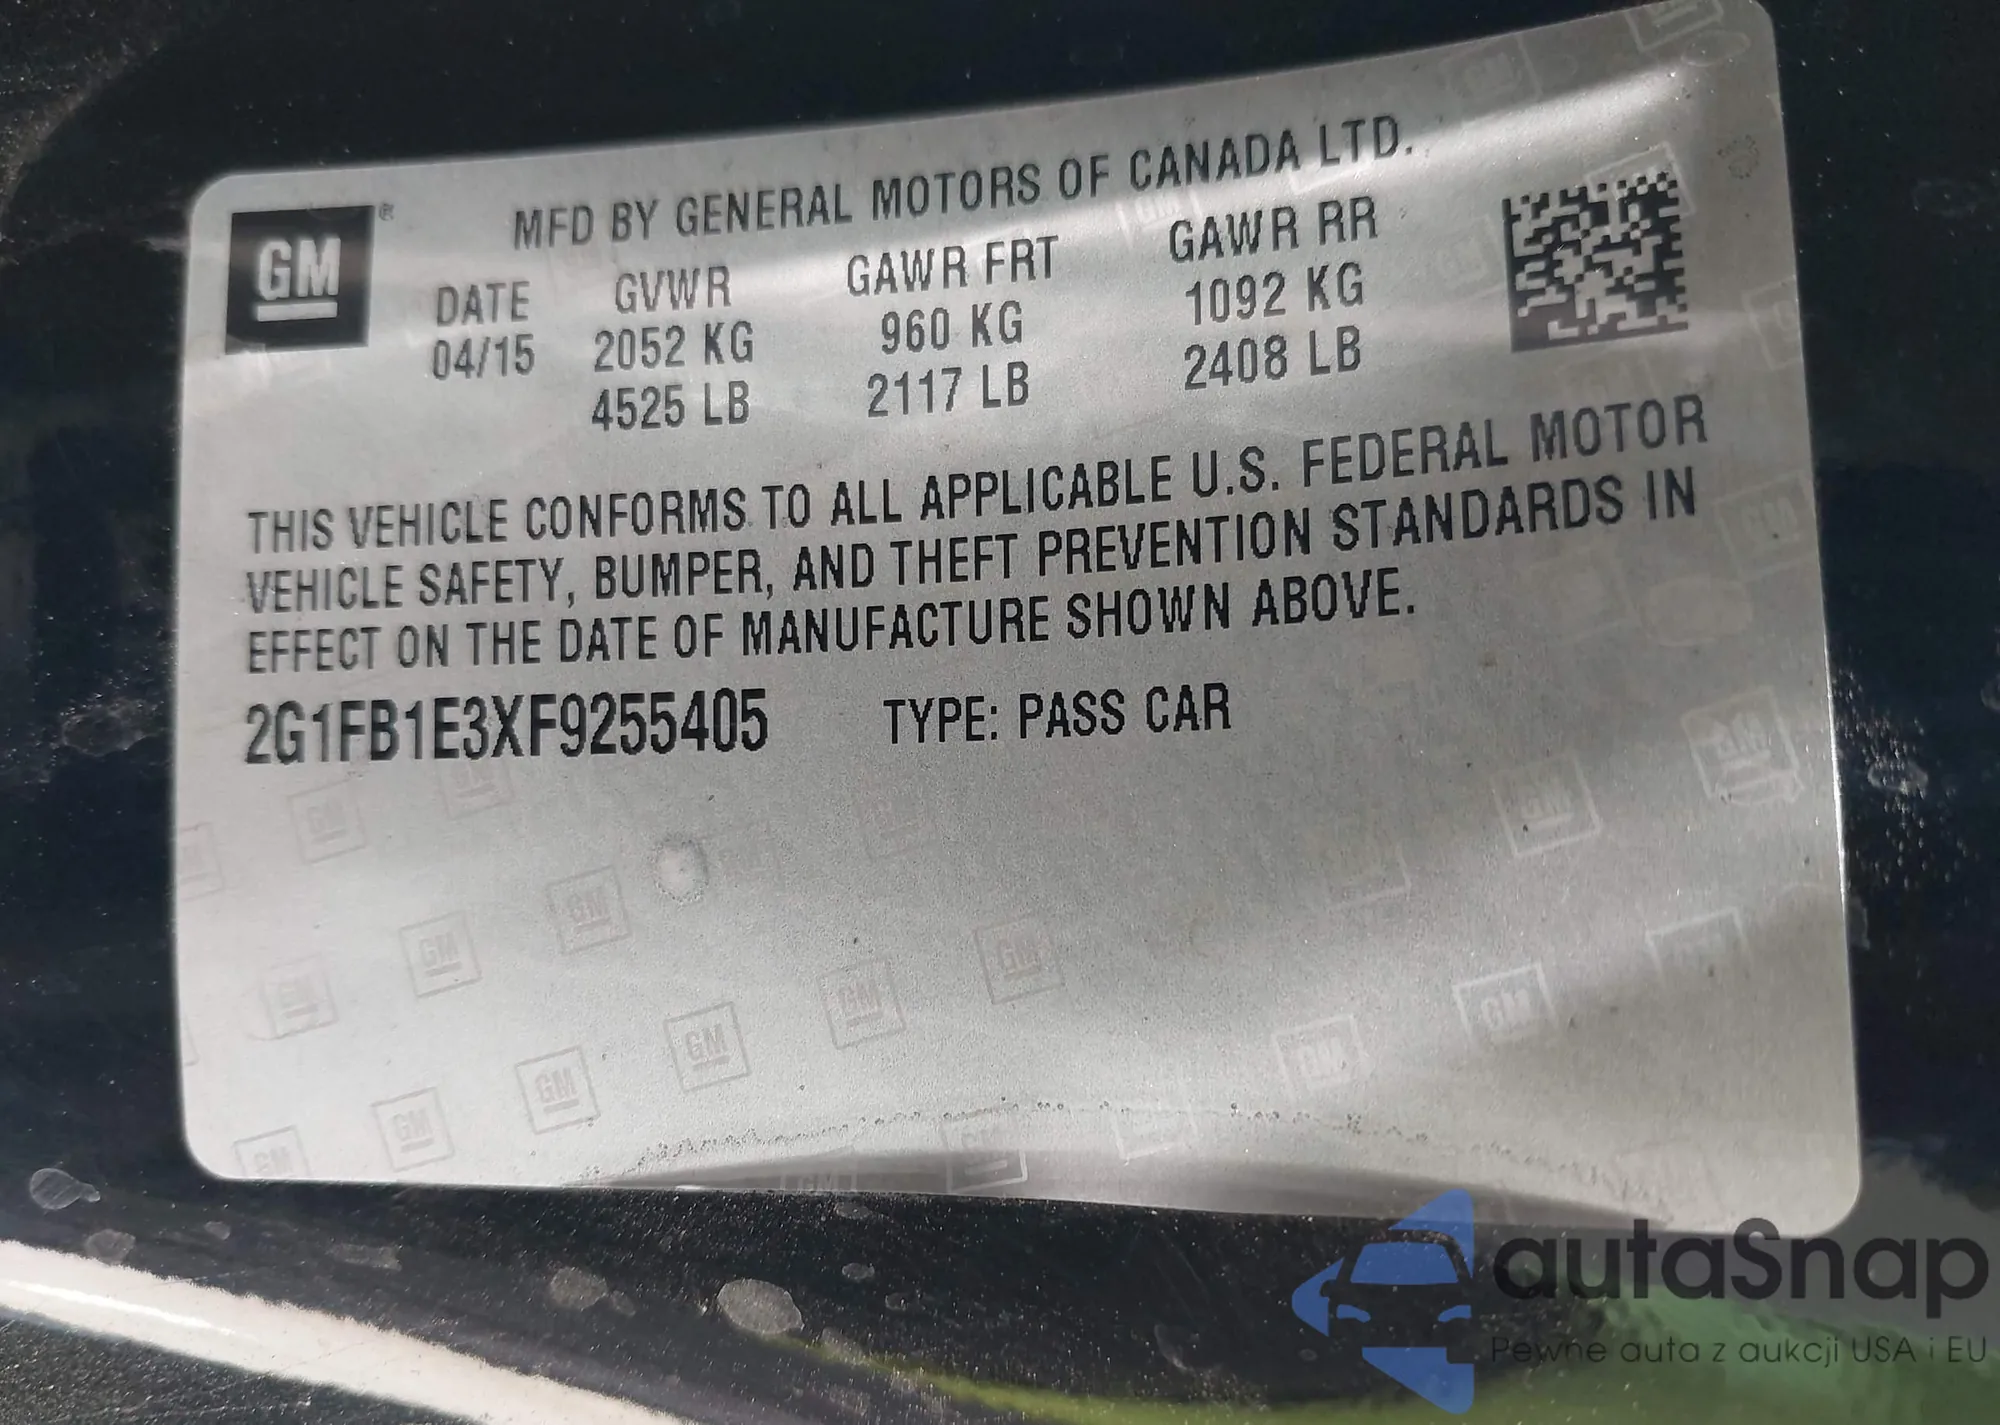 GM ®
MFD BY GENERAL MOTORS OF CANADA LTD.
DATE GVWR GAWR FRT GAWR RR
04/15 2052 KG 960 KG 1092 KG
4525 LB 2117 LB 2408 LB
THIS VEHICLE CONFORMS TO ALL APPLICABLE U.S. FEDERAL MOTOR
VEHICLE SAFETY, BUMPER, AND THEFT PREVENTION STANDARDS IN
EFFECT ON THE DATE OF MANUFACTURE SHOWN ABOVE.
2G1FB1E3XF9255405 TYPE: PASS CAR
autaSnap
Pewne auta z aukcji USA i EU